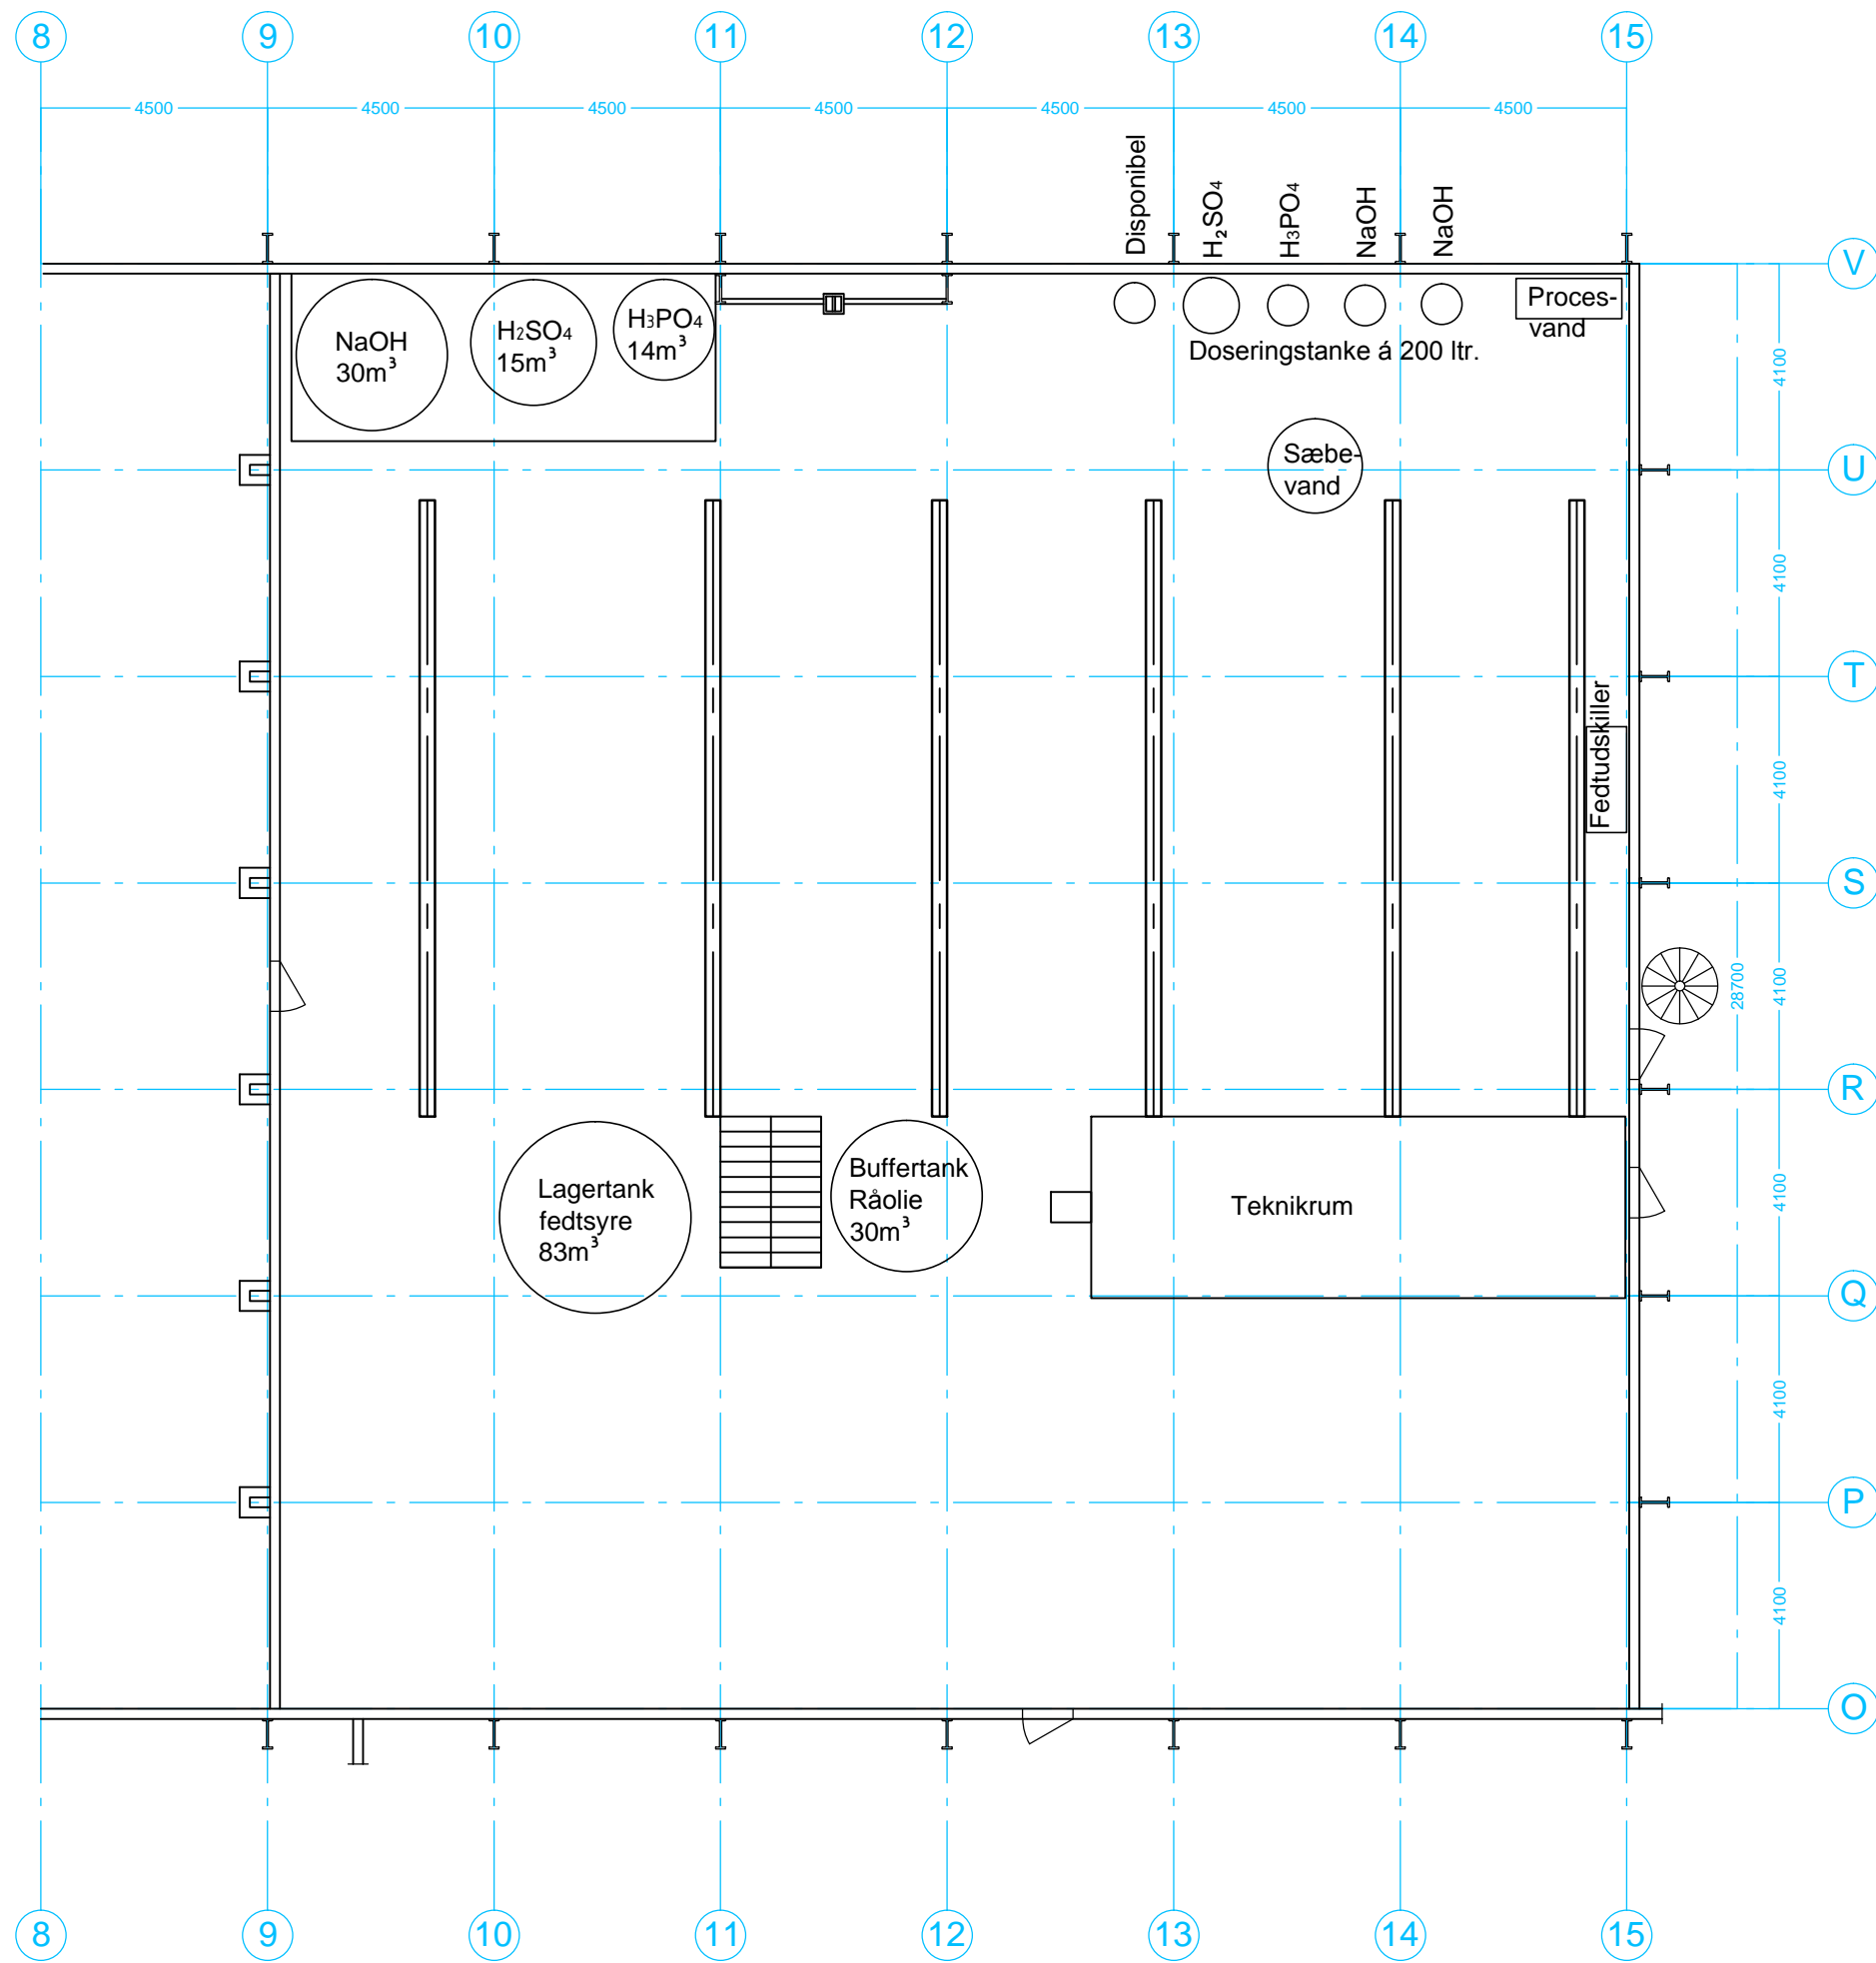 8 9 10 11 12 13 14 15
4500 4500 4500 4500 4500 4500 4500
Disponibel
H₂SO4
H3PO4
NaOH
NaOH
V
NaOH
30m³
H2SO4
15m³
H3PO4
14m³
Proces-
vand
Doseringstanke á 200 ltr.
4100
Sæbe-
vand
U
4100
T
Fedtudskiller
4100
S
28700
4100
R
Lagertank
fedtsyre
83m³
Buffertank
Råolie
30m³
Teknikrum
4100
Q
4100
P
4100
O
8 9 10 11 12 13 14 15